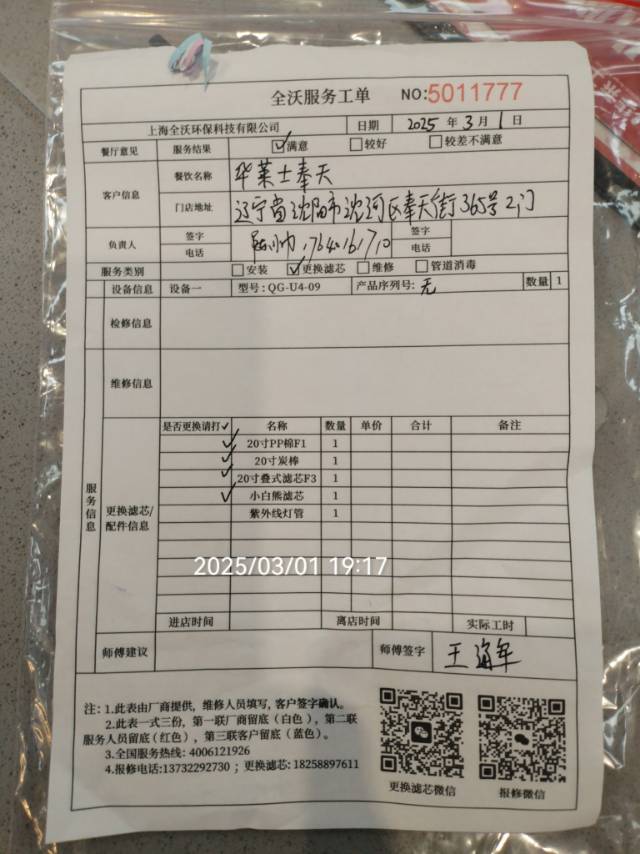 全沃服务工单 NO:5011777
上海全沃环保科技有限公司 日期 2025 年 3 月 1 日
餐厅意见 服务结果 ☑满意 □较好 □较差不满意
客户信息 餐饮名称 华莱士奉天
门店地址 辽宁省沈阳市沈河区奉天街365号2门
负责人 签字 签字
电话 17640161710 电话
服务类别 □安装 ☑更换滤芯 □维修 □管道消毒
设备信息 设备一 型号:QG-U4-09 产品序列号: 无 数量 1
检修信息
维修信息
服务信息
更换滤芯/
配件信息
是否更换请打✓ 名称 数量 单价 合计 备注
✓ 20寸PP棉F1 1
✓ 20寸炭棒 1
✓ 20寸叠式滤芯F3 1
✓ 小白熊滤芯 1
紫外线灯管 1
2025/03/01 19:17
进店时间 离店时间 实际工时
师傅建议 师傅签字 王海军
注: 1.此表由厂商提供, 维修人员填写, 客户签字确认。
2.此表一式三份, 第一联厂商留底 (白色) , 第二联
服务人员留底(红色) , 第三联客户留底 (蓝色) 。
3.全国服务热线: 4006121926
4.报修电话:13732292730 ; 更换滤芯: 18258897611
更换滤芯微信 报修微信